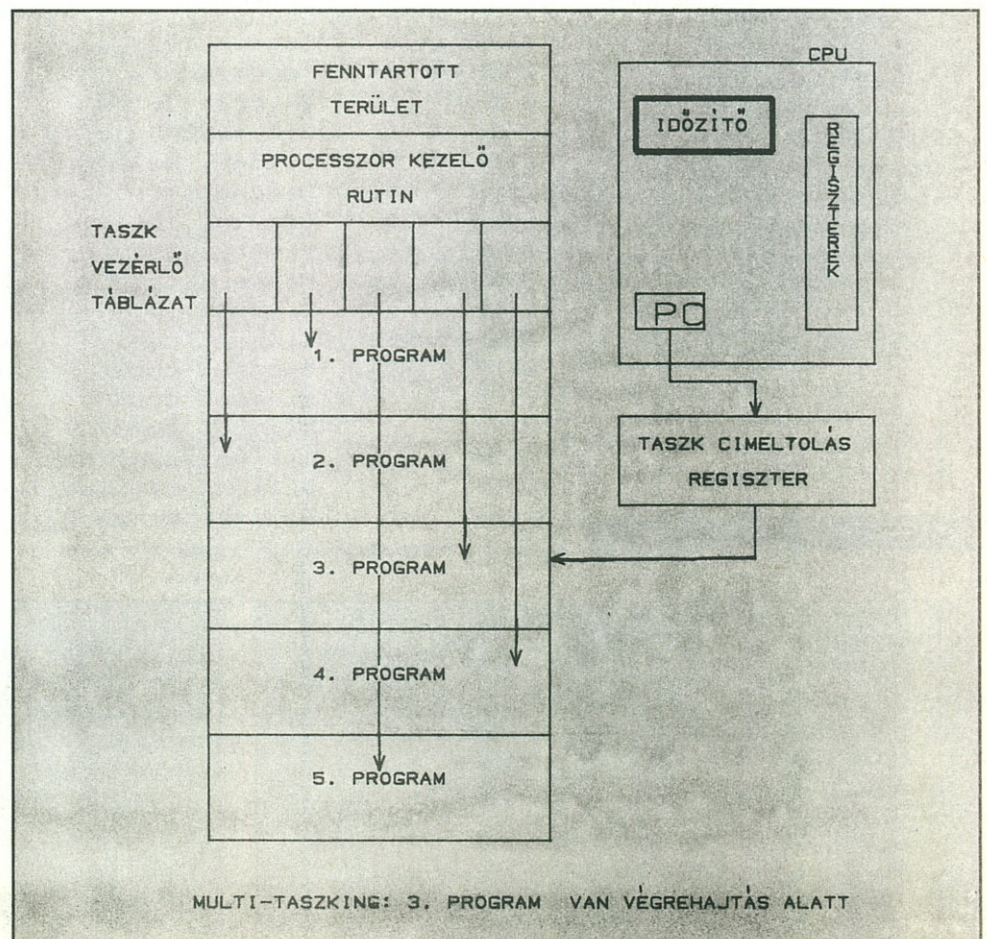 FENNTARTOTT
TERÜLET
PROCESSZOR KEZELŐ
RUTIN
TASZK
VEZÉRLŐ
TÁBLÁZAT
1. PROGRAM
2. PROGRAM
3. PROGRAM
4. PROGRAM
5. PROGRAM
CPU
IDŐZÍTŐ
REGISZTEREK
PC
TASZK CIMELTOLÁS
REGISZTER
MULTI-TASZKING: 3. PROGRAM VAN VÉGREHAJTÁS ALATT